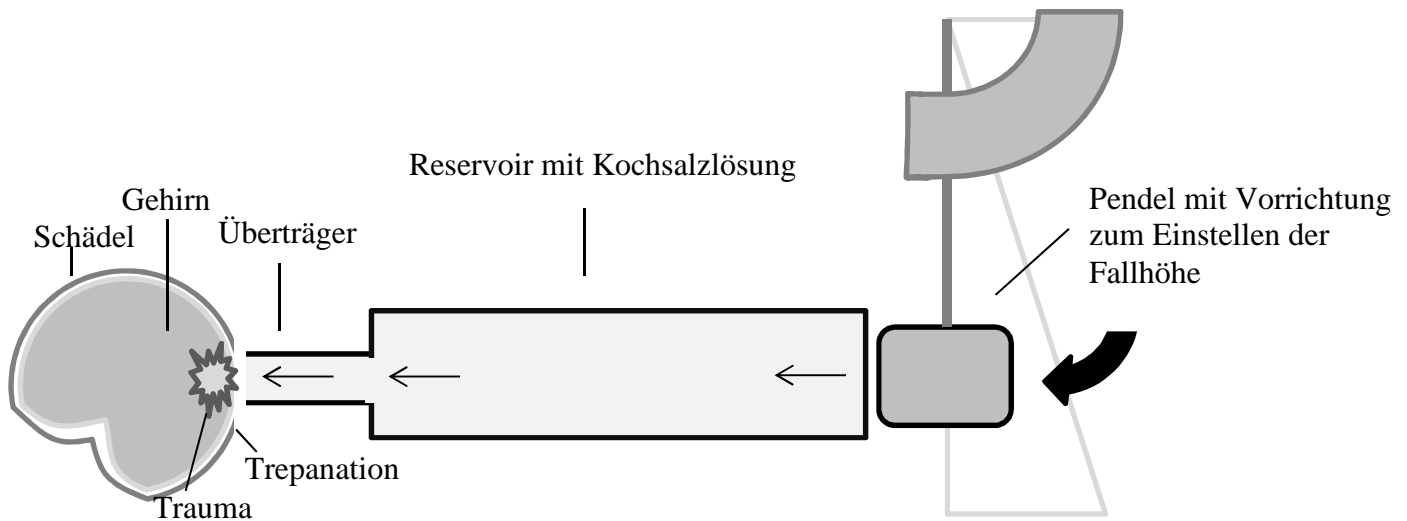 Reservoir mit Kochsalzlösung
Gehirn
Schädel
Überträger
Pendel mit Vorrichtung
zum Einstellen der
Fallhöhe
Trepanation
Trauma